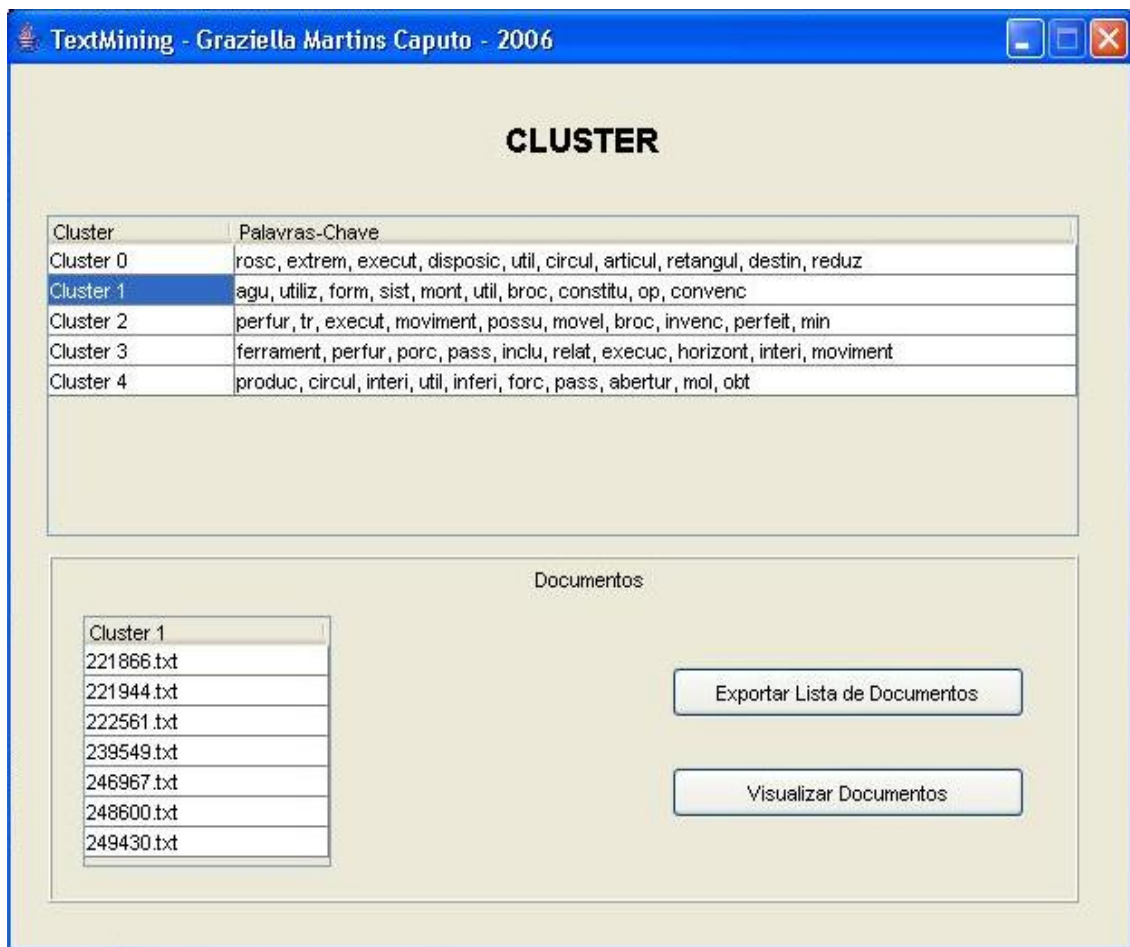 TextMining - Graziella Martins Caputo - 2006
CLUSTER
Cluster Palavras-Chave
Cluster 0 rosc, extrem, execut, disposic, util, circul, articul, retangul, destin, reduz
Cluster 1 agu, utiliz, form, sist, mont, util, broc, constitu, op, convenc
Cluster 2 perfur, tr, execut, moviment, possu, movel, broc, invenc, perfeit, min
Cluster 3 ferrament, perfur, porc, pass, inclu, relat, execuc, horizont, interi, moviment
Cluster 4 produc, circul, interi, util, inferi, forc, pass, abertur, mol, obt
Documentos
Cluster 1
221866.txt
221944.txt
222561.txt
239549.txt
246967.txt
248600.txt
249430.txt
Exportar Lista de Documentos
Visualizar Documentos